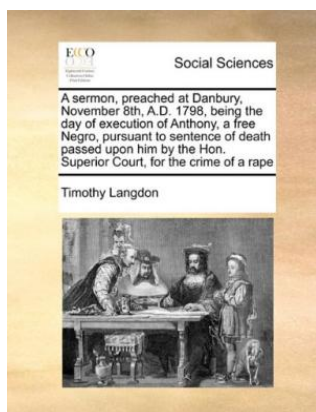 ECCO
Social Sciences
A sermon, preached at Danbury,
November 8th, A.D. 1798, being the
day of execution of Anthony, a free
Negro, pursuant to sentence of death
passed upon him by the Hon.
Superior Court, for the crime of a rape
Timothy Langdon